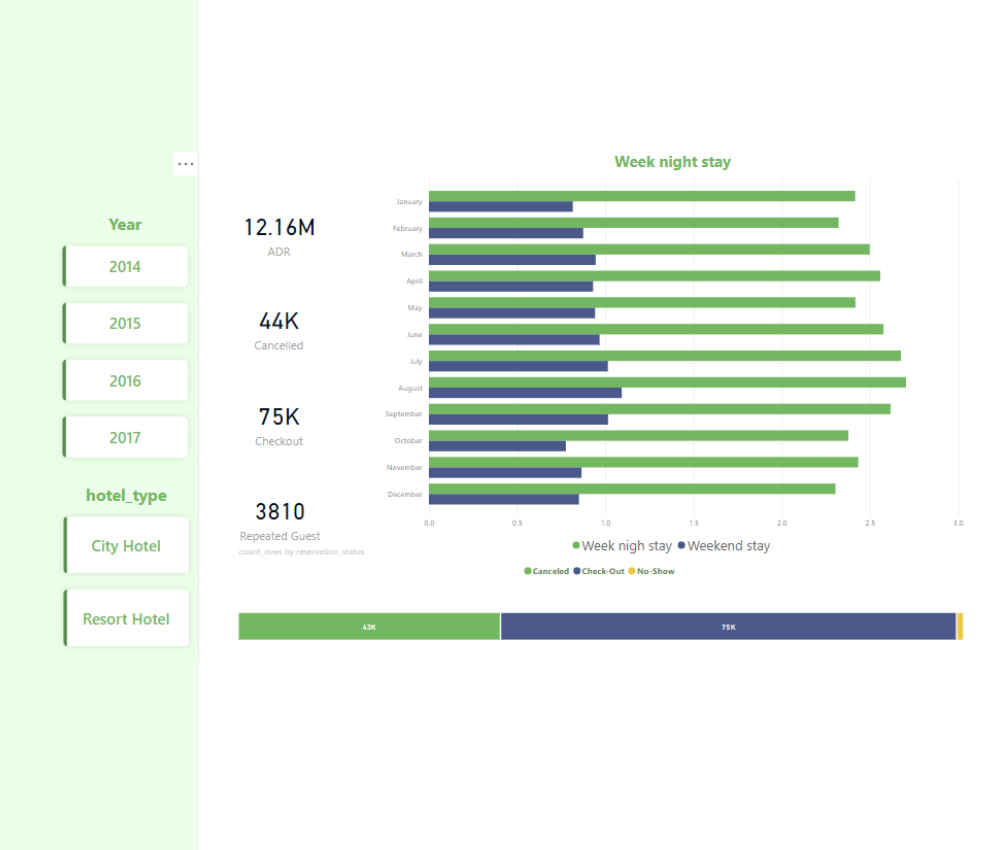 ...
Year
2014
2015
2016
2017
hotel_type
City Hotel
Resort Hotel
12.16M
ADR
44K
Cancelled
75K
Checkout
3810
Repeated Guest
count_rows by reservation_status
Week night stay
January
February
March
April
May
June
July
August
September
October
November
December
0.0 0.5 1.0 1.5 2.0 2.5 3.0
Week nigh stay Weekend stay
Canceled Check-Out No-Show
43K 75K